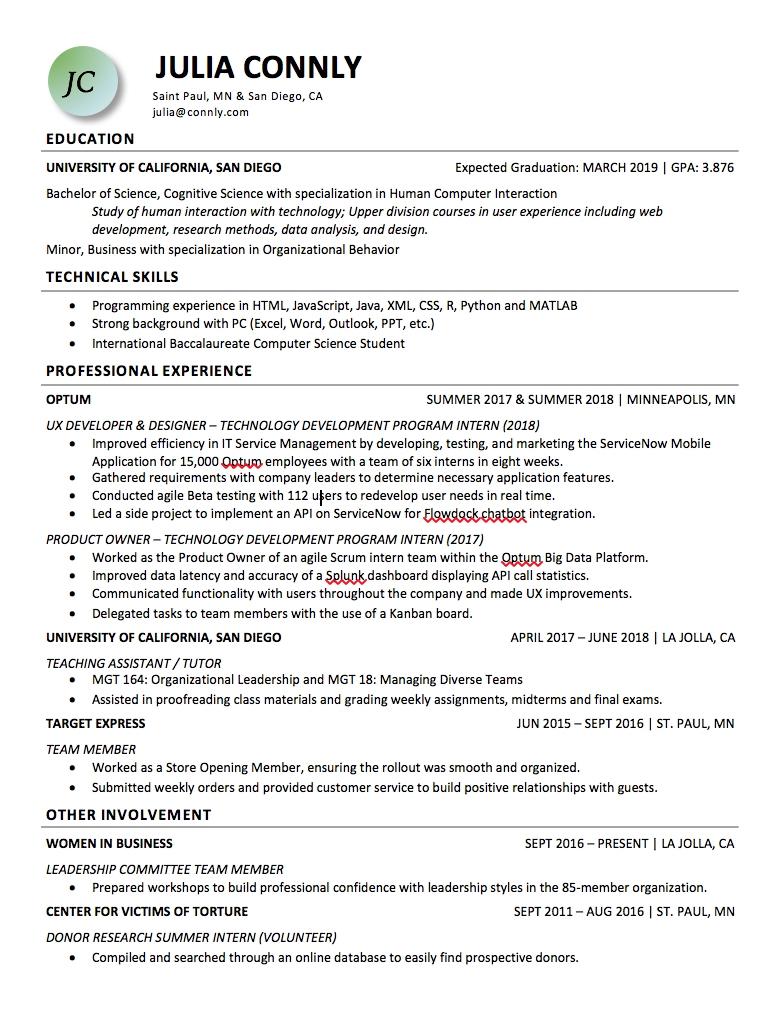 JC
JULIA CONNLY
Saint Paul, MN & San Diego, CA
julia@connly.com
EDUCATION
UNIVERSITY OF CALIFORNIA, SAN DIEGO Expected Graduation: MARCH 2019 | GPA: 3.876
Bachelor of Science, Cognitive Science with specialization in Human Computer Interaction
Study of human interaction with technology; Upper division courses in user experience including web
development, research methods, data analysis, and design.
Minor, Business with specialization in Organizational Behavior
TECHNICAL SKILLS
• Programming experience in HTML, JavaScript, Java, XML, CSS, R, Python and MATLAB
• Strong background with PC (Excel, Word, Outlook, PPT, etc.)
• International Baccalaureate Computer Science Student
PROFESSIONAL EXPERIENCE
OPTUM SUMMER 2017 & SUMMER 2018 | MINNEAPOLIS, MN
UX DEVELOPER & DESIGNER – TECHNOLOGY DEVELOPMENT PROGRAM INTERN (2018)
• Improved efficiency in IT Service Management by developing, testing, and marketing the ServiceNow Mobile
Application for 15,000 Optum employees with a team of six interns in eight weeks.
• Gathered requirements with company leaders to determine necessary application features.
• Conducted agile Beta testing with 112 users to redevelop user needs in real time.
• Led a side project to implement an API on ServiceNow for Flowdock chatbot integration.
PRODUCT OWNER – TECHNOLOGY DEVELOPMENT PROGRAM INTERN (2017)
• Worked as the Product Owner of an agile Scrum intern team within the Optum Big Data Platform.
• Improved data latency and accuracy of a Splunk dashboard displaying API call statistics.
• Communicated functionality with users throughout the company and made UX improvements.
• Delegated tasks to team members with the use of a Kanban board.
UNIVERSITY OF CALIFORNIA, SAN DIEGO APRIL 2017 – JUNE 2018 | LA JOLLA, CA
TEACHING ASSISTANT / TUTOR
• MGT 164: Organizational Leadership and MGT 18: Managing Diverse Teams
• Assisted in proofreading class materials and grading weekly assignments, midterms and final exams.
TARGET EXPRESS JUN 2015 – SEPT 2016 | ST. PAUL, MN
TEAM MEMBER
• Worked as a Store Opening Member, ensuring the rollout was smooth and organized.
• Submitted weekly orders and provided customer service to build positive relationships with guests.
OTHER INVOLVEMENT
WOMEN IN BUSINESS SEPT 2016 – PRESENT | LA JOLLA, CA
LEADERSHIP COMMITTEE TEAM MEMBER
• Prepared workshops to build professional confidence with leadership styles in the 85-member organization.
CENTER FOR VICTIMS OF TORTURE SEPT 2011 – AUG 2016 | ST. PAUL, MN
DONOR RESEARCH SUMMER INTERN (VOLUNTEER)
• Compiled and searched through an online database to easily find prospective donors.